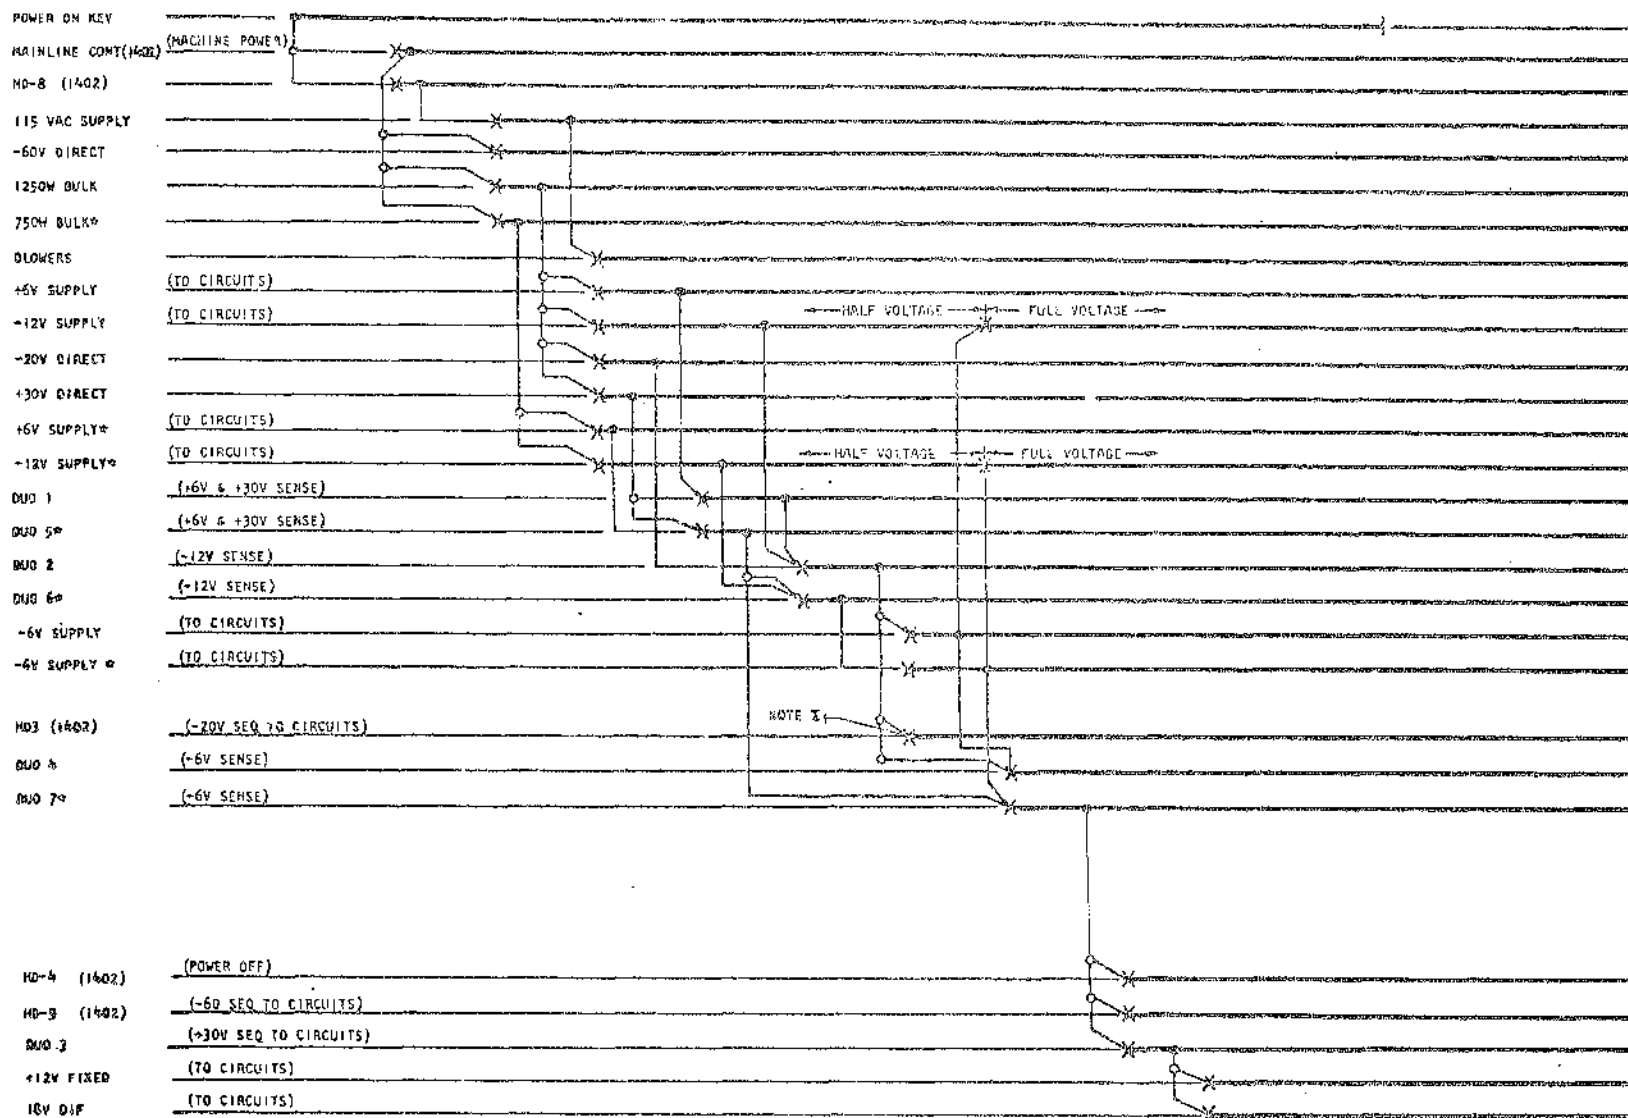 POWER ON KEY
MAINLINE CONT(1402) (MACHINE POWER)
HD-8 (1402)
115 VAC SUPPLY
-60V DIRECT
1250W BULK
750W BULK*
BLOWERS
+6V SUPPLY (TO CIRCUITS)
-12V SUPPLY (TO CIRCUITS) HALF VOLTAGE FULL VOLTAGE
-20V DIRECT
+30V DIRECT
+6V SUPPLY* (TO CIRCUITS)
-12V SUPPLY* (TO CIRCUITS) HALF VOLTAGE FULL VOLTAGE
DUO 1 (+6V & +30V SENSE)
DUO 5* (+6V & +30V SENSE)
DUO 2 (-12V SENSE)
DUO 6* (-12V SENSE)
-6V SUPPLY (TO CIRCUITS)
-6V SUPPLY * (TO CIRCUITS)
HD3 (1402) (-20V SEQ TO CIRCUITS) NOTE
DUO 4 (-6V SENSE)
DUO 7* (-6V SENSE)
HD-4 (1402) (POWER OFF)
HD-9 (1402) (-60 SEQ TO CIRCUITS)
DUO 3 (+30V SEQ TO CIRCUITS)
+12V FIXED (TO CIRCUITS)
18V DIF (TO CIRCUITS)